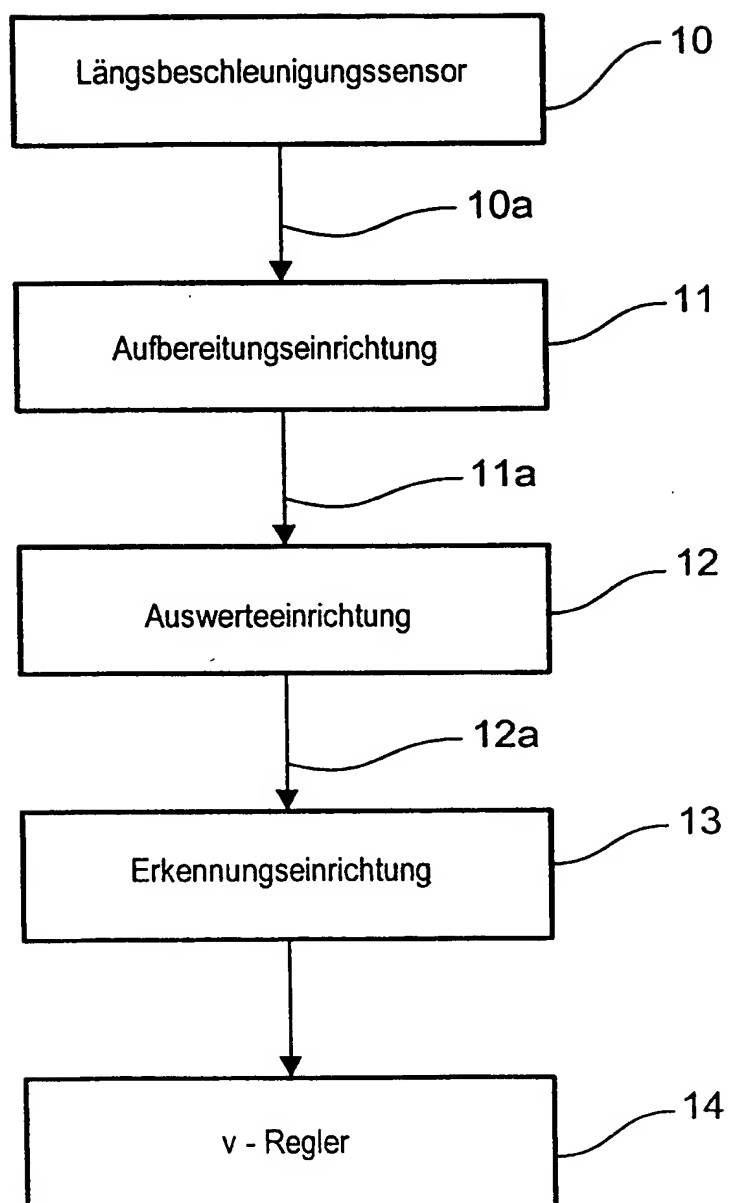 Längsbeschleunigungssensor
10
10a
Aufbereitungseinrichtung
11
11a
Auswerteeinrichtung
12
12a
Erkennungseinrichtung
13
v - Regler
14